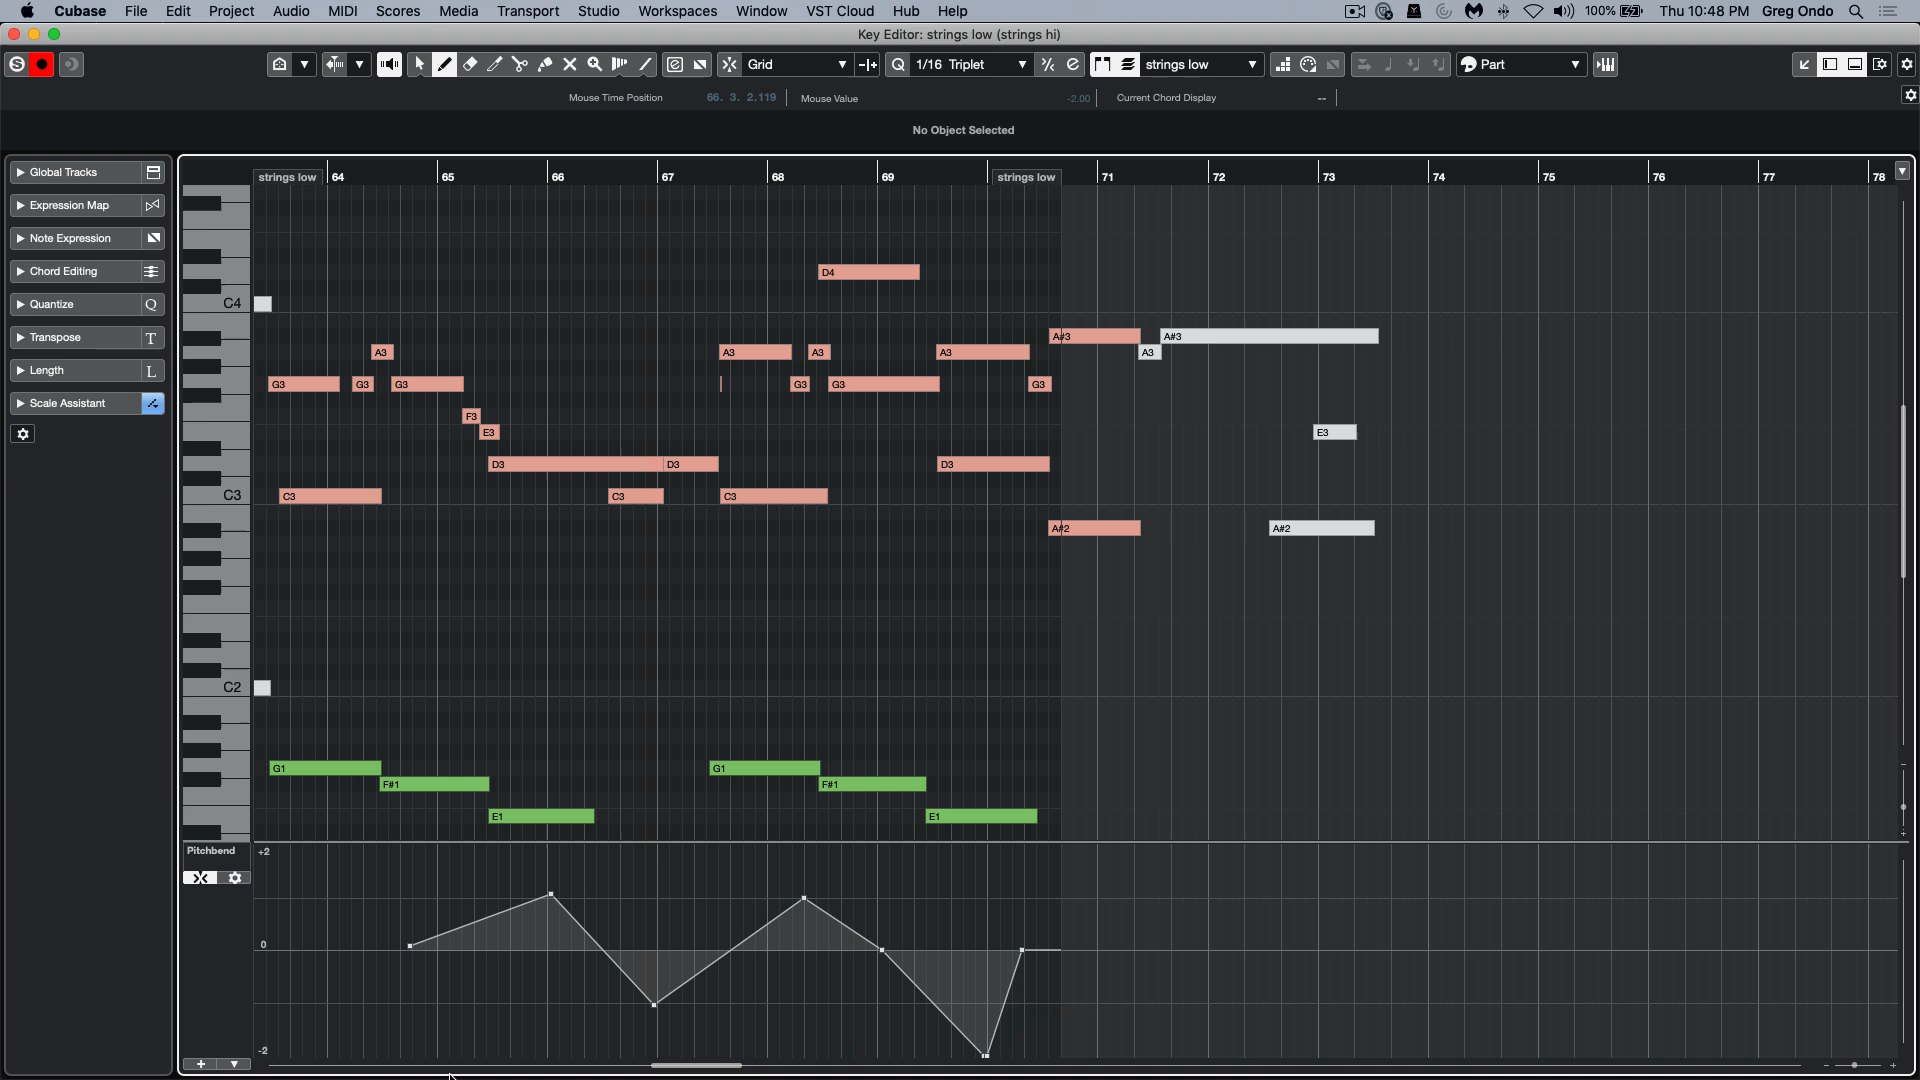 Cubase File Edit Project Audio MIDI Scores Media Transport Studio Workspaces Window VST Cloud Hub Help 100% Thu 10:48 PM Greg Ondo
Key Editor: strings low (strings hi)
S Grid Q 1/16 Triplet strings low Part
Mouse Time Position 66. 3. 2.119 Mouse Value -2.00 Current Chord Display --
No Object Selected
Global Tracks
Expression Map
Note Expression
Chord Editing
Quantize Q
Transpose T
Length L
Scale Assistant
strings low 64 65 66 67 68 69 strings low 71 72 73 74 75 76 77 78
D4
C4
A#3 A#3
A3 A3 A3 A3 A3
G3 G3 G3 G3 G3 G3
F3
E3 E3
D3 D3 D3
C3 C3 C3 C3
A#2 A#2
C2
G1 G1
F#1 F#1
E1 E1
Pitchbend +2
0
-2